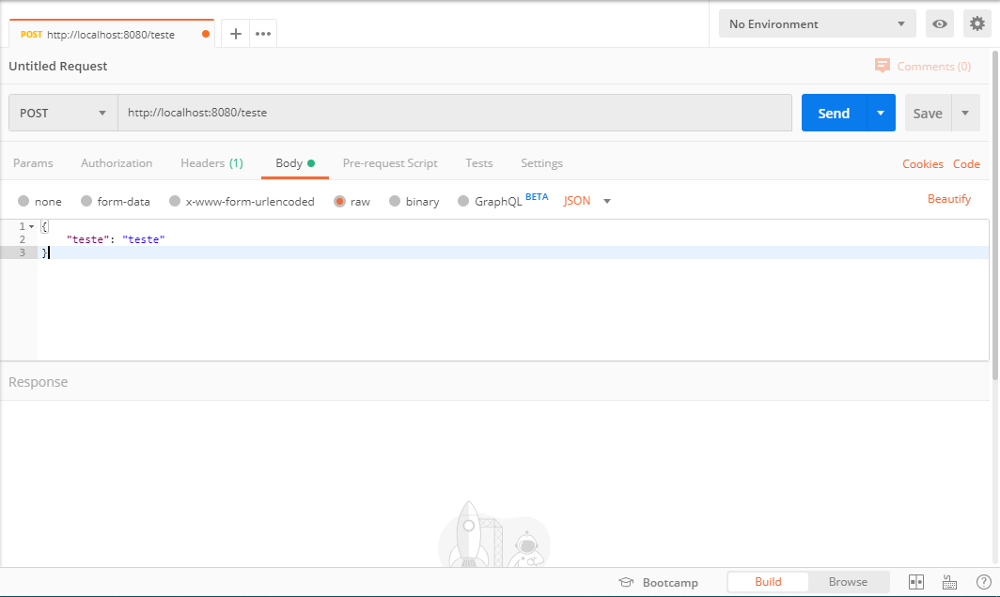 POST http://localhost:8080/teste
No Environment
Untitled Request
Comments (0)
POST http://localhost:8080/teste Send Save
Params Authorization Headers (1) Body Pre-request Script Tests Settings Cookies Code
none form-data x-www-form-urlencoded raw binary GraphQL BETA JSON Beautify
1 {
2 "teste": "teste"
3 }
Response
Bootcamp Build Browse